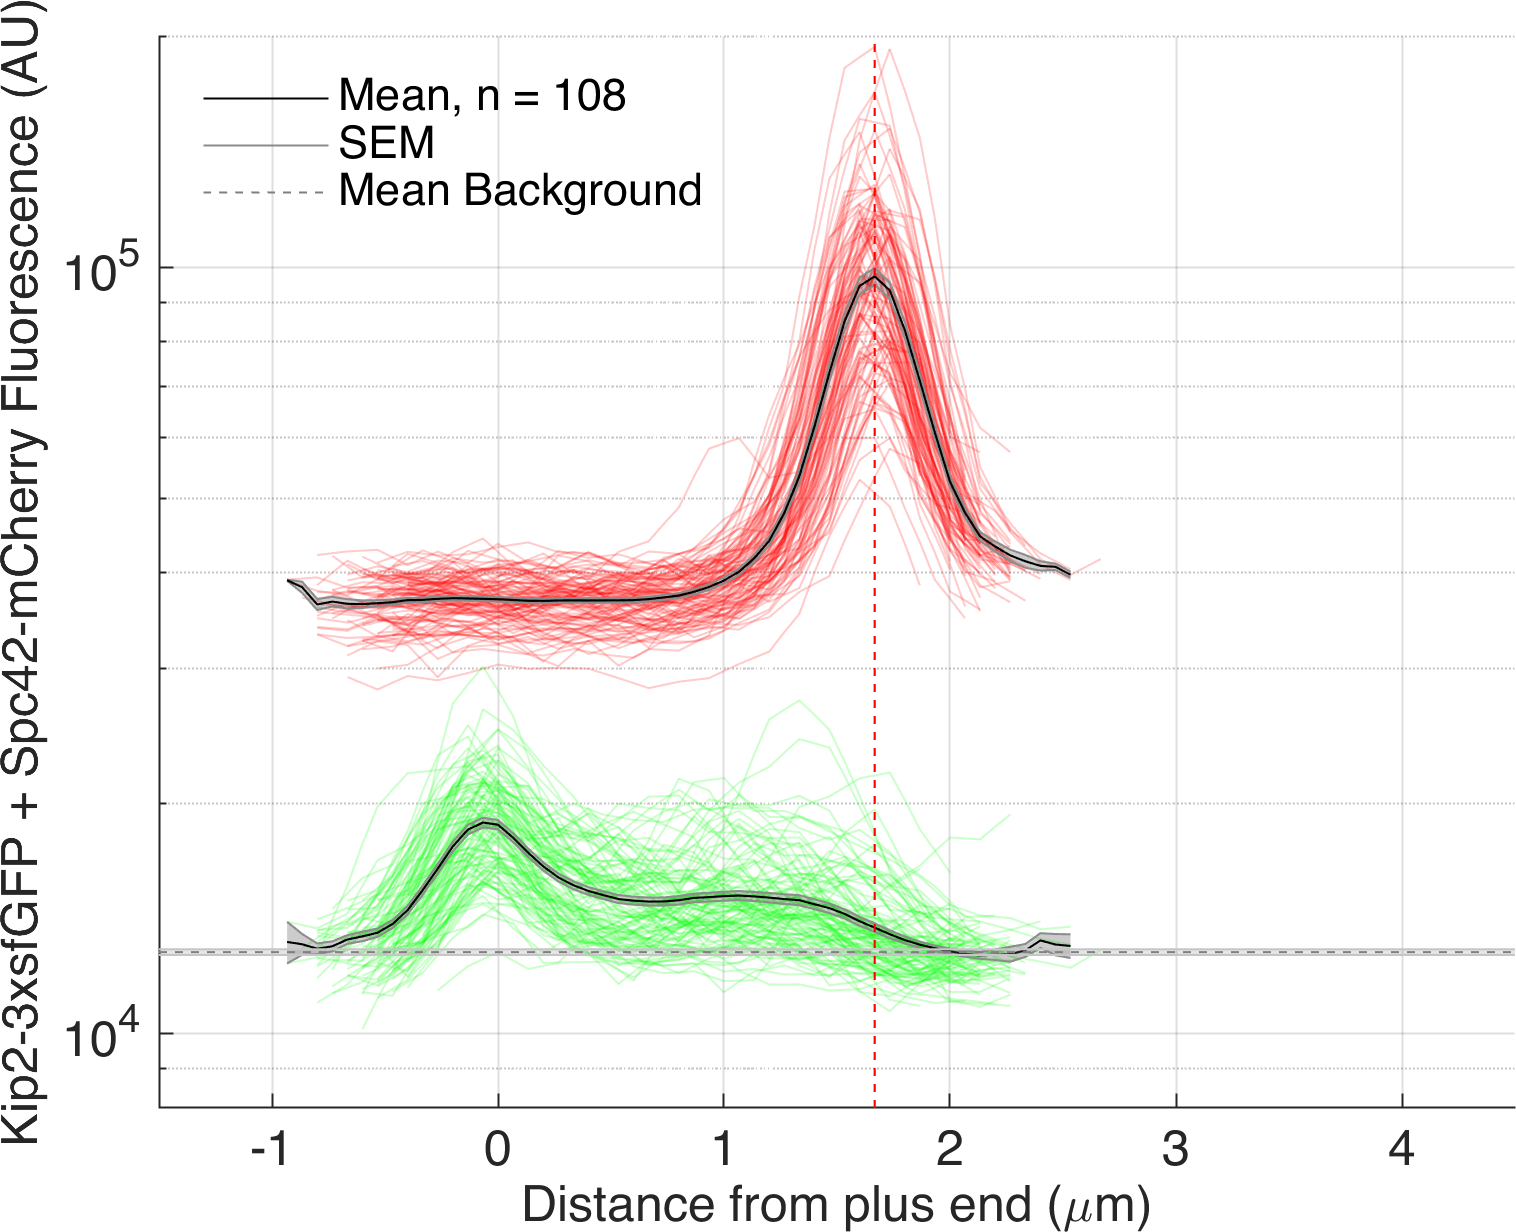 Kip2-3xsfGFP + Spc42-mCherry Fluorescence (AU)
Mean, n = 108
SEM
Mean Background
10^5
10^4
-1 0 1 2 3 4
Distance from plus end (μm)